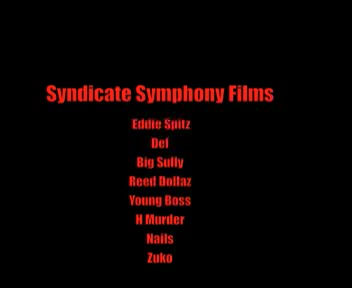 Syndicate Symphony Films
Eddie Spitz
Def
Big Sully
Reed Dollaz
Young Boss
H Murder
Nails
Zuko